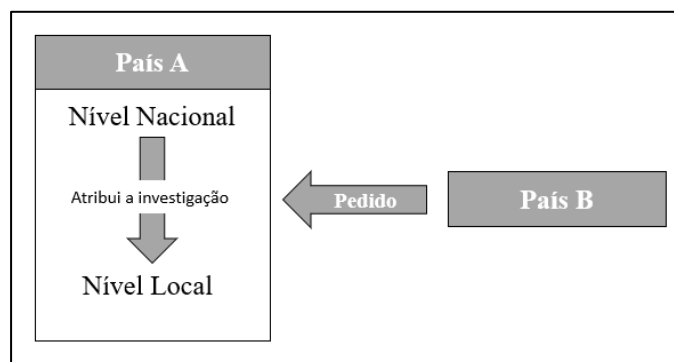 País A
Nível Nacional
Atribui a investigação
Nível Local
Pedido
País B